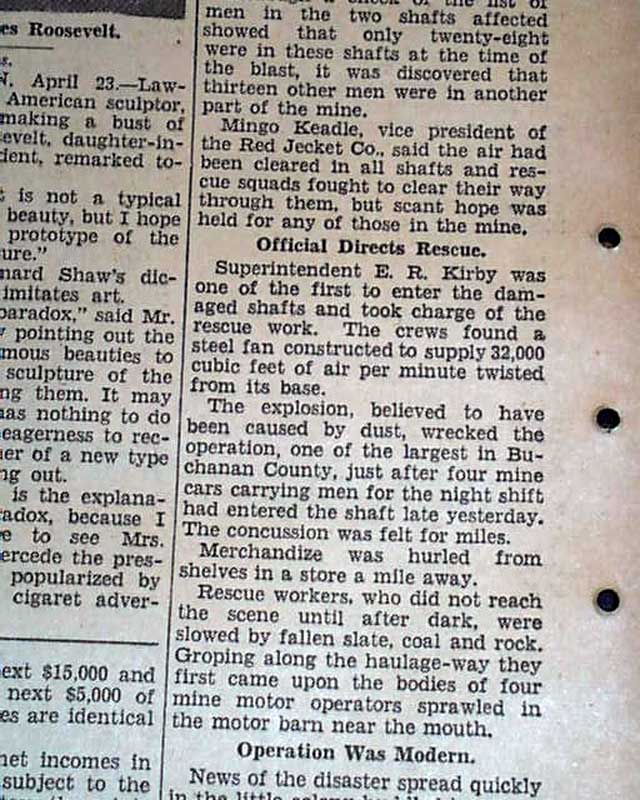 es Roosevelt.
April 23.—Law-
American sculptor,
making a bust of
evelt, daughter-in-
dent, remarked to-
is not a typical
beauty, but I hope
prototype of the
ure."
nard Shaw's dic-
imitates art.
paradox," said Mr.
pointing out the
mous beauties to
sculpture of the
ng them. It may
has nothing to do
eagerness to rec-
er of a new type
ng out.
is the explana-
adox, because I
e to see Mrs.
ercede the pres-
popularized by
cigaret adver-
ext $15,000 and
next $5,000 of
es are identical
net incomes in
subject to the
men in the two shafts affected
showed that only twenty-eight
were in these shafts at the time of
the blast, it was discovered that
thirteen other men were in another
part of the mine.
Mingo Keadle, vice president of
the Red Jecket Co., said the air had
been cleared in all shafts and res-
cue squads fought to clear their way
through them, but scant hope was
held for any of those in the mine.
Official Directs Rescue.
Superintendent E. R. Kirby was
one of the first to enter the dam-
aged shafts and took charge of the
rescue work. The crews found a
steel fan constructed to supply 32,000
cubic feet of air per minute twisted
from its base.
The explosion, believed to have
been caused by dust, wrecked the
operation, one of the largest in Bu-
chanan County, just after four mine
cars carrying men for the night shift
had entered the shaft late yesterday.
The concussion was felt for miles.
Merchandize was hurled from
shelves in a store a mile away.
Rescue workers, who did not reach
the scene until after dark, were
slowed by fallen slate, coal and rock.
Groping along the haulage-way they
first came upon the bodies of four
mine motor operators sprawled in
the motor barn near the mouth.
Operation Was Modern.
News of the disaster spread quickly
in the little